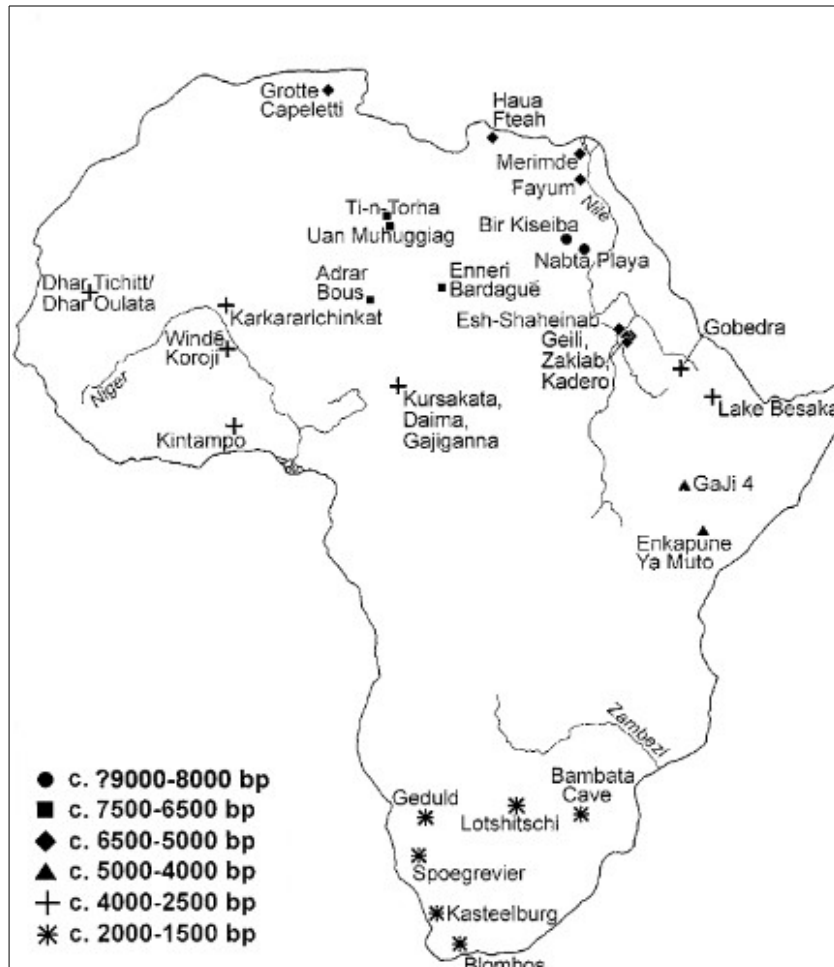 Grotte
Capeletti
Haua
Fteah
Merimde
Fayum
Nile
Ti-n-Torha
Uan Muhuggiag
Bir Kiseiba
Nabta Playa
Dhar Tichitt/
Dhar Oulata
Adrar
Bous
Enneri
Bardaguë
Karkararichinkat
Esh-Shaheinab
Geili,
Zakiab,
Kadero
Gobedra
Windé
Koroji
Niger
Kursakata,
Daima,
Gajiganna
Lake Besaka
Kintampo
GaJi 4
Enkapune
Ya Muto
Zambezi
Geduld
Lotshitschi
Bambata
Cave
Spoegrevier
Kasteelburg
Blombos
c. ?9000-8000 bp
c. 7500-6500 bp
c. 6500-5000 bp
c. 5000-4000 bp
c. 4000-2500 bp
c. 2000-1500 bp